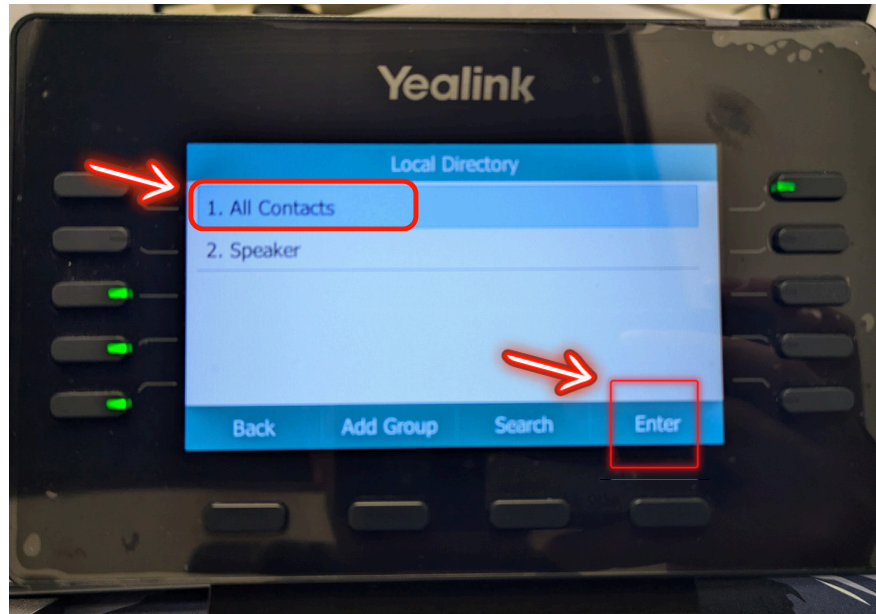 Yealink
Local Directory
1. All Contacts
2. Speaker
Back Add Group Search Enter